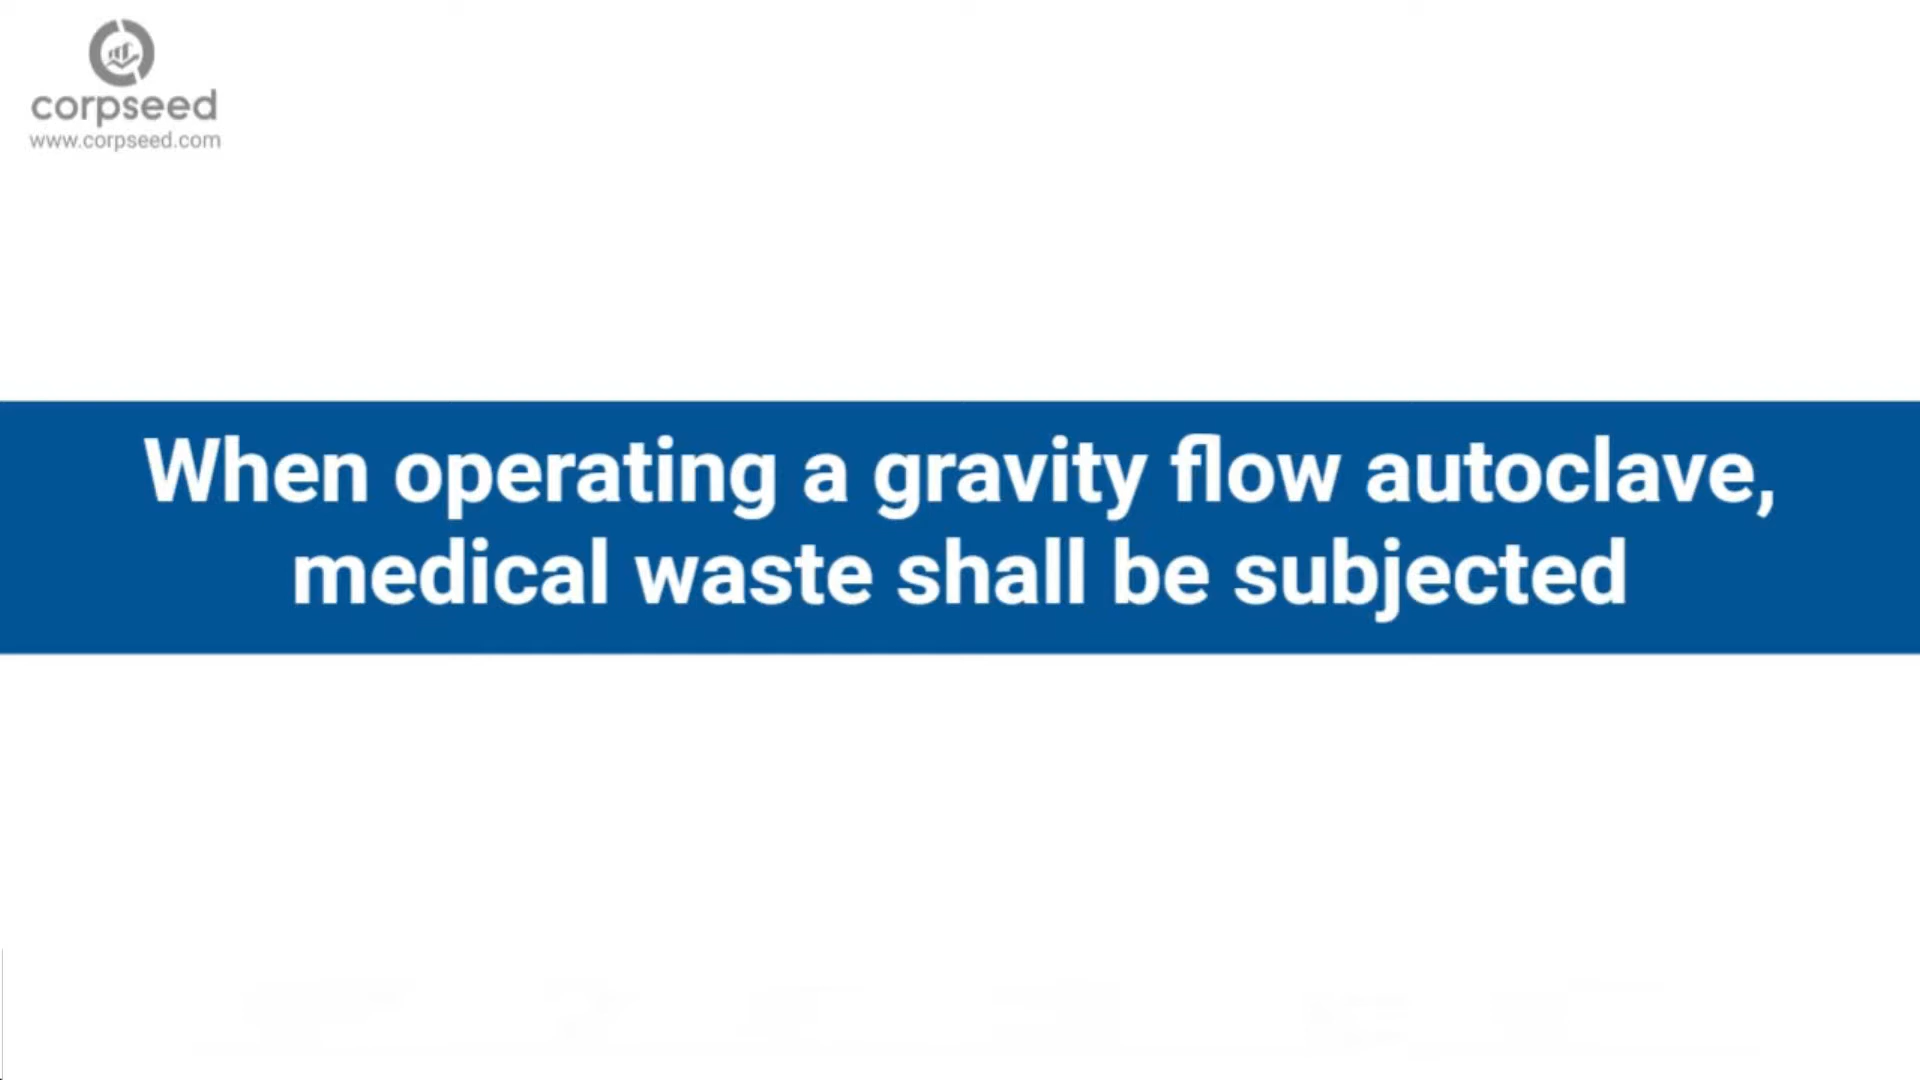 corpseed
www.corpseed.com
When operating a gravity flow autoclave,
medical waste shall be subjected